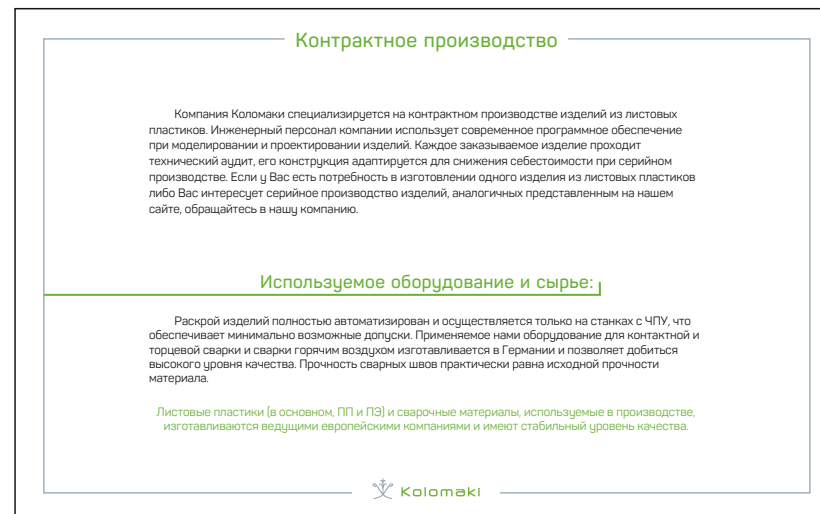 Контрактное производство
Компания Коломаки специализируется на контрактном производстве изделий из листовых
пластиков. Инженерный персонал компании использует современное программное обеспечение
при моделировании и проектировании изделий. Каждое заказываемое изделие проходит
технический аудит, его конструкция адаптируется для снижения себестоимости при серийном
производстве. Если у Вас есть потребность в изготовлении одного изделия из листовых пластиков
либо Вас интересует серийное производство изделий, аналогичных представленным на нашем
сайте, обращайтесь в нашу компанию.
Используемое оборудование и сырье:
Раскрой изделий полностью автоматизирован и осуществляется только на станках с ЧПУ, что
обеспечивает минимально возможные допуски. Применяемое нами оборудование для контактной и
торцевой сварки и сварки горячим воздухом изготавливается в Германии и позволяет добиться
высокого уровня качества. Прочность сварных швов практически равна исходной прочности
материала.
Листовые пластики (в основном, ПП и ПЭ) и сварочные материалы, используемые в производстве,
изготавливаются ведущими европейскими компаниями и имеют стабильный уровень качества.
Kolomaki